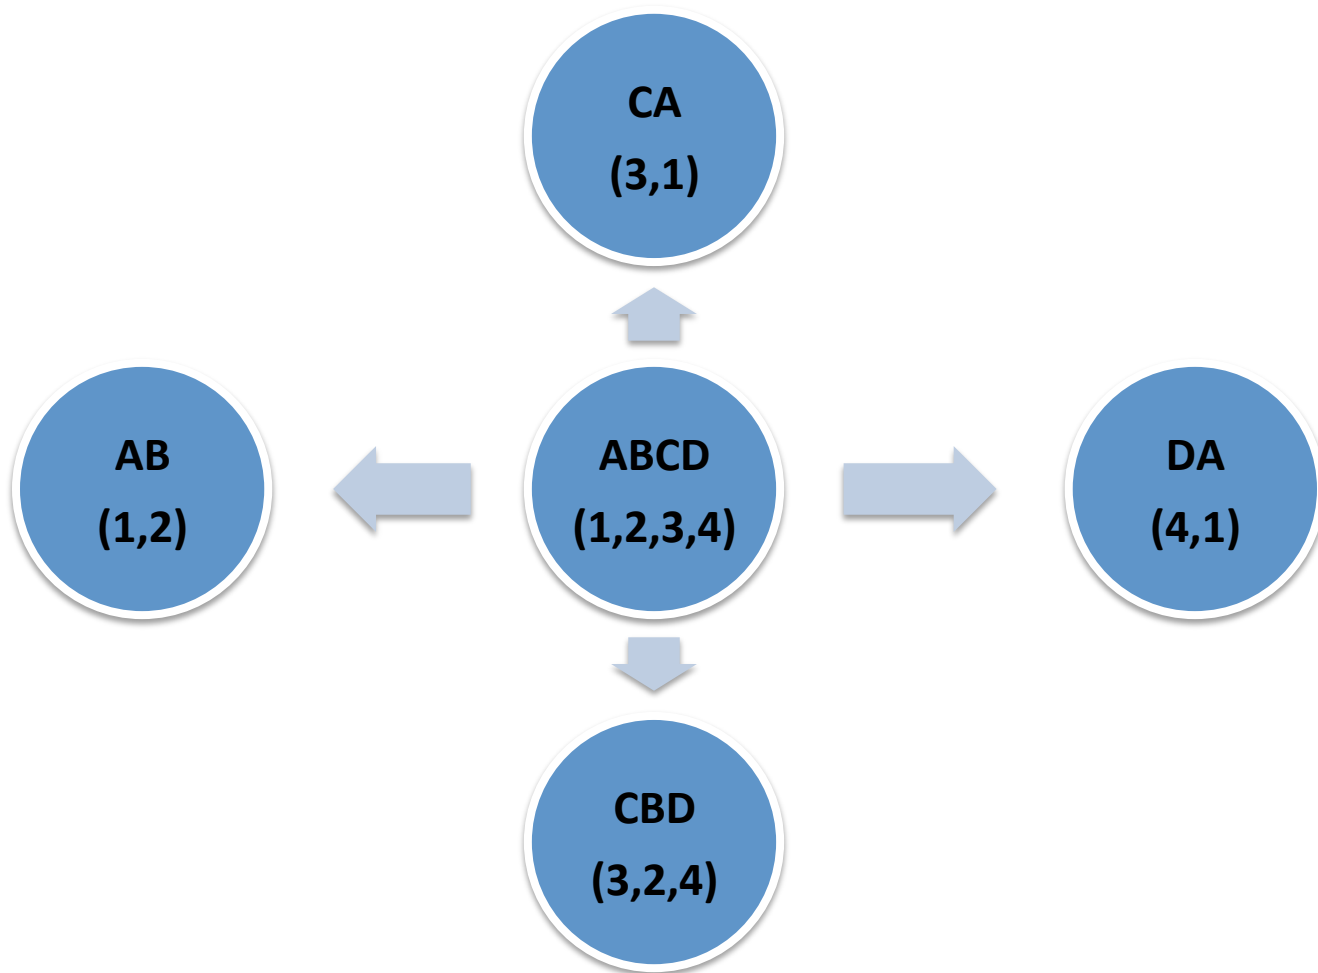 CA
(3,1)
AB
(1,2)
ABCD
(1,2,3,4)
DA
(4,1)
CBD
(3,2,4)